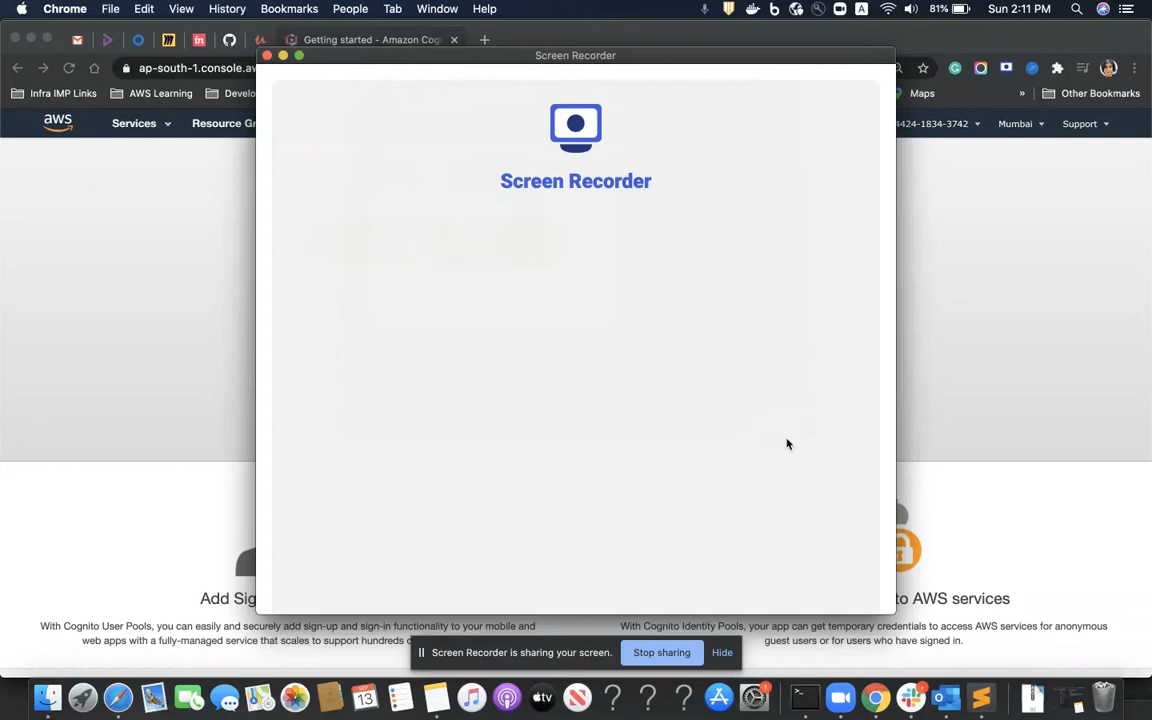 Chrome File Edit View History Bookmarks People Tab Window Help 81% Sun 2:11 PM
Getting started - Amazon Cog
Screen Recorder
ap-south-1.console.aw
Infra IMP Links AWS Learning Develo Maps » Other Bookmarks
aws Services Resource Gr 4424-1834-3742 Mumbai Support
Screen Recorder
Add Sig to AWS services
With Cognito User Pools, you can easily and securely add sign-up and sign-in functionality to your mobile and
web apps with a fully-managed service that scales to support hundreds
With Cognito Identity Pools, your app can get temporary credentials to access AWS services for anonymous
guest users or for users who have signed in.
Screen Recorder is sharing your screen. Stop sharing Hide